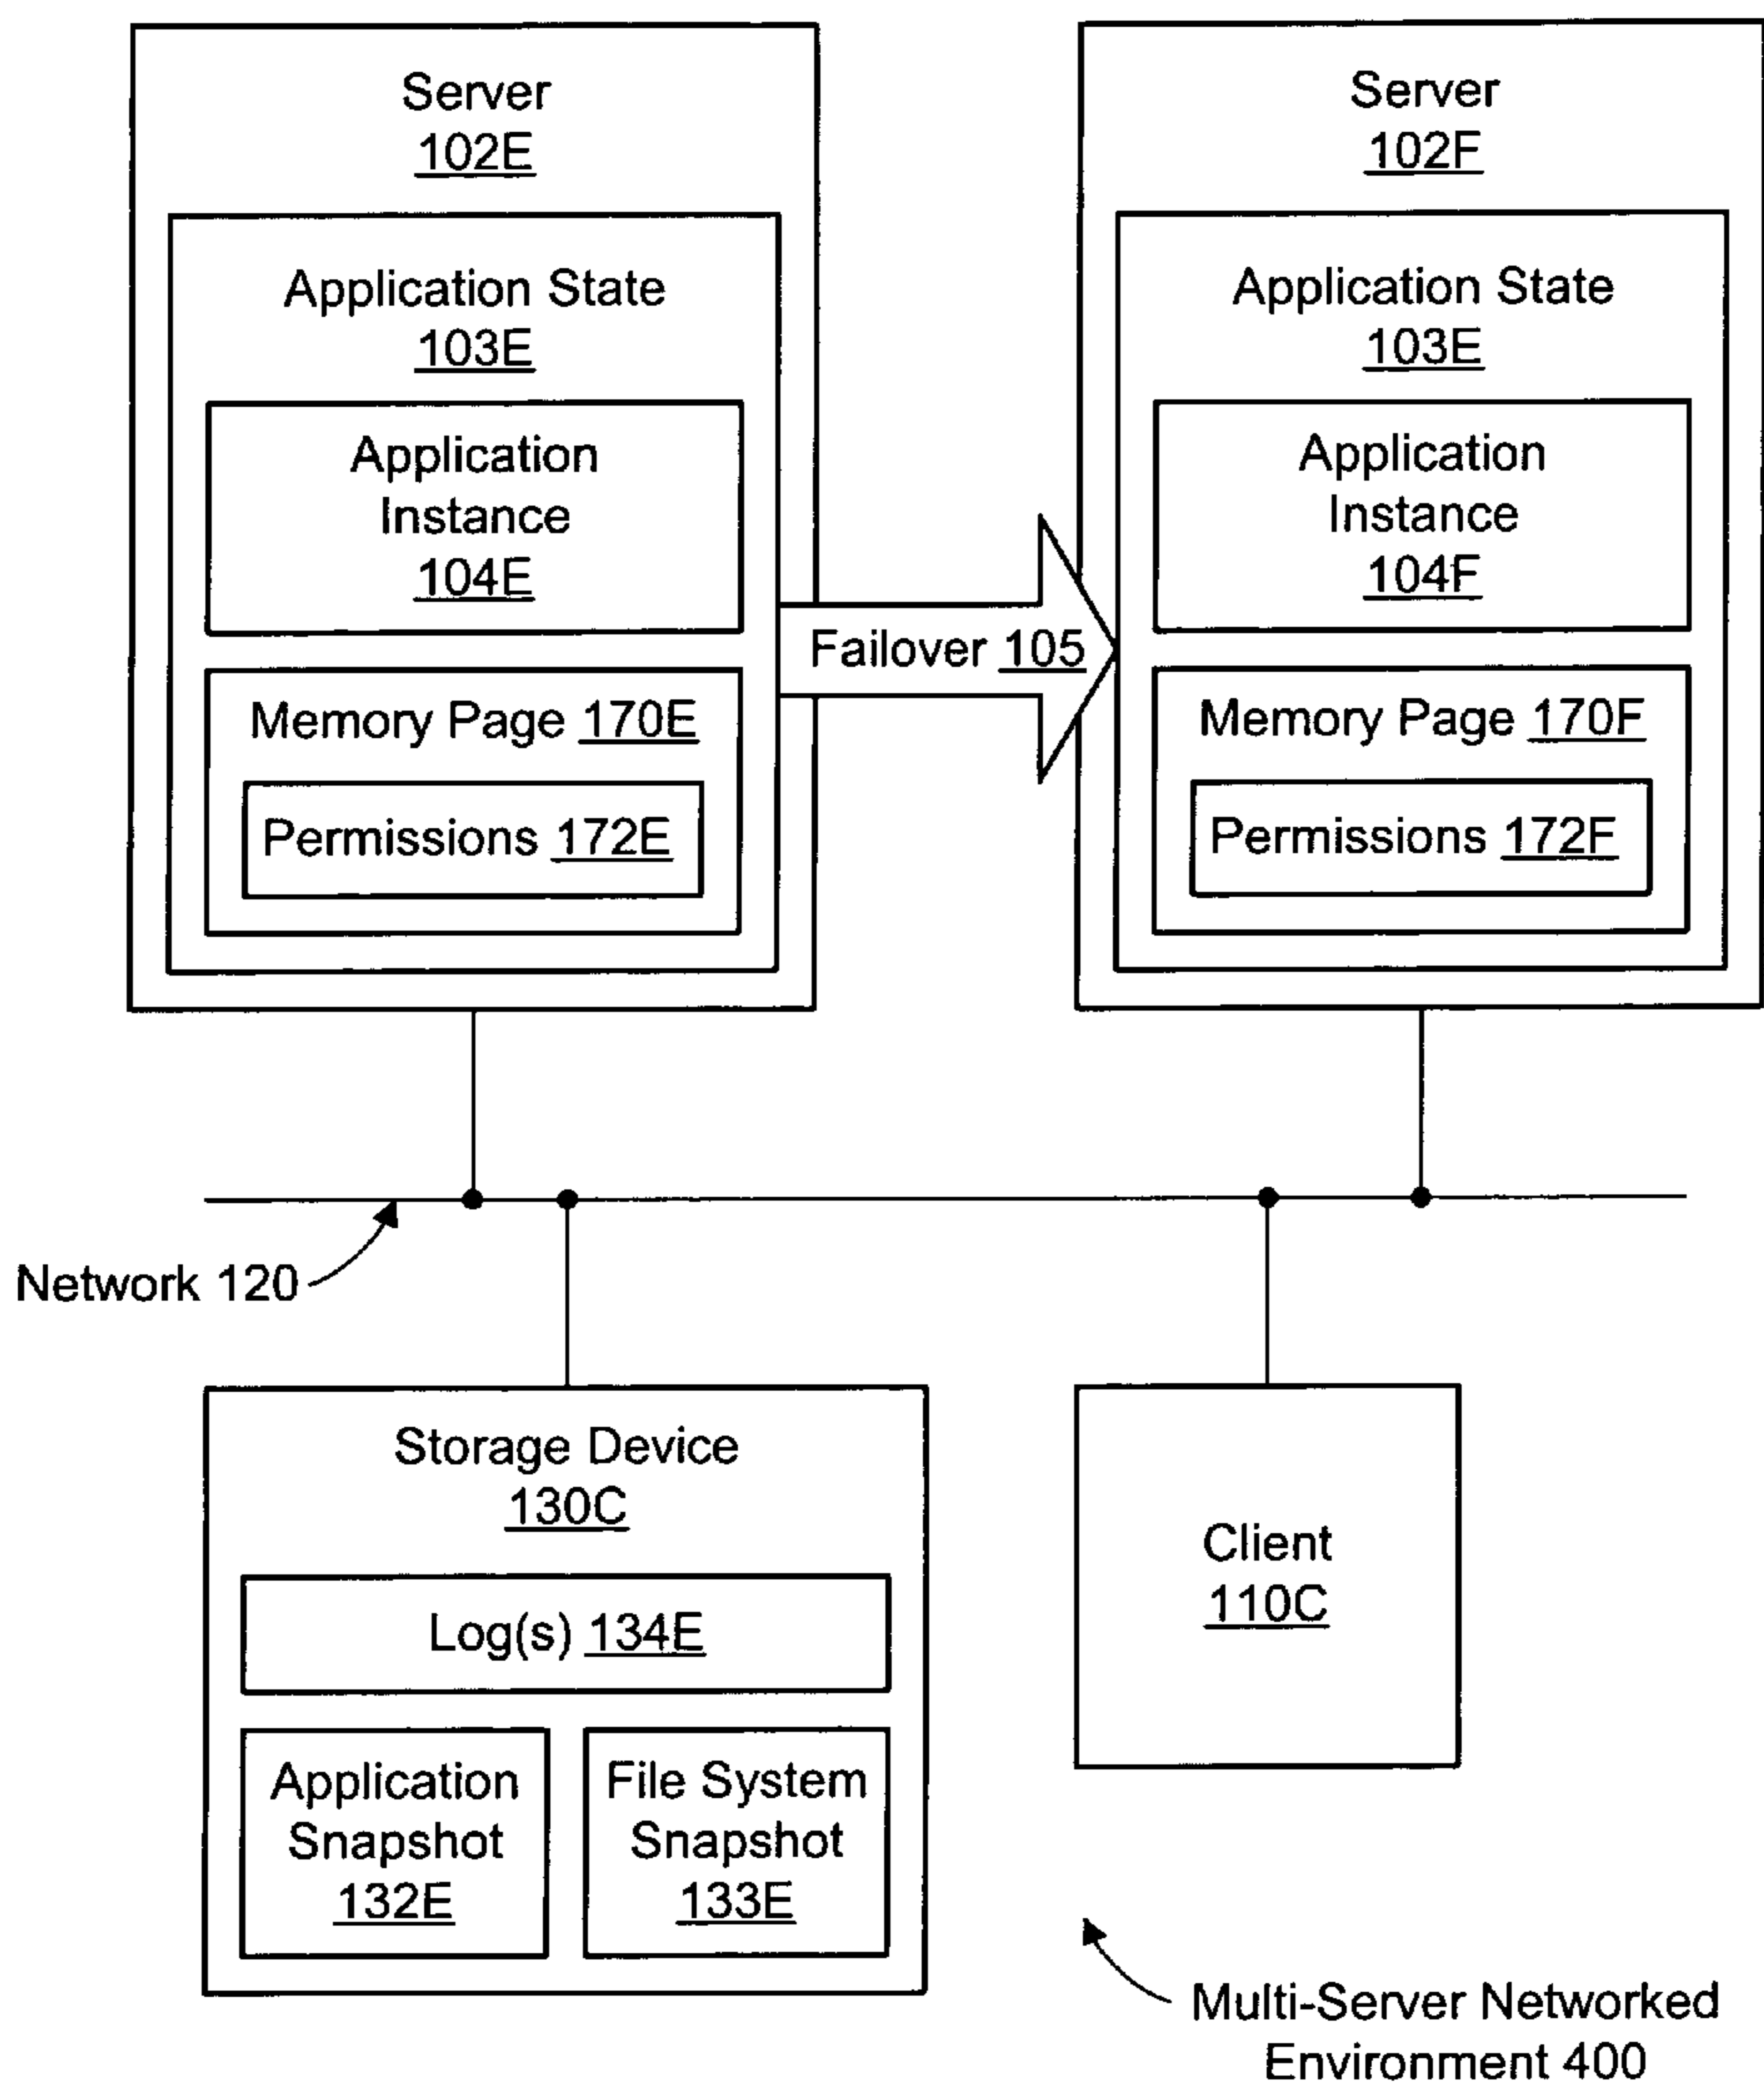 Server
102E
Application State
103E
Application
Instance
104E
Memory Page 170E
Permissions 172E
Failover 105
Server
102F
Application State
103E
Application
Instance
104F
Memory Page 170F
Permissions 172F
Network 120
Storage Device
130C
Log(s) 134E
Application
Snapshot
132E
File System
Snapshot
133E
Client
110C
Multi-Server Networked
Environment 400